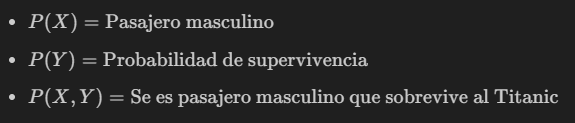 • P(X) = Pasajero masculino
• P(Y) = Probabilidad de supervivencia
• P(X, Y) = Se es pasajero masculino que sobrevive al Titanic